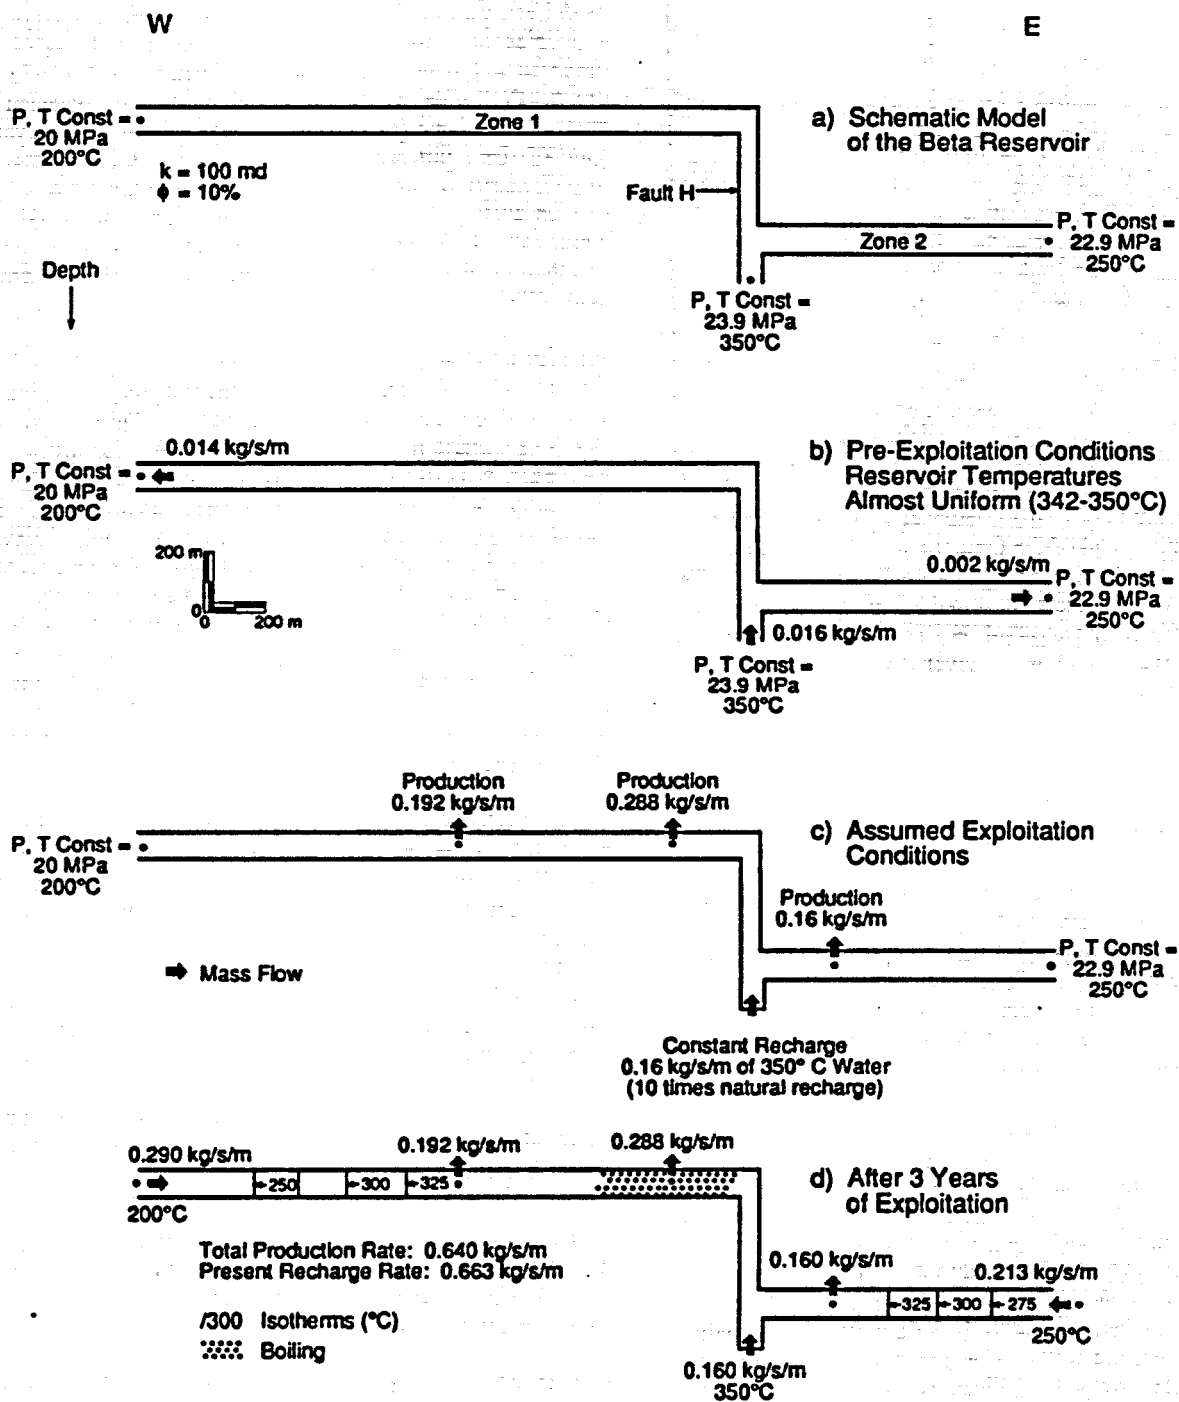 W
E
P, T Const =
20 MPa
200°C
Zone 1
k = 100 md
ϕ = 10%
Fault H
a) Schematic Model
of the Beta Reservoir
Zone 2
P, T Const =
22.9 MPa
250°C
Depth
P, T Const =
23.9 MPa
350°C
0.014 kg/s/m
P, T Const =
20 MPa
200°C
b) Pre-Exploitation Conditions
Reservoir Temperatures
Almost Uniform (342-350°C)
200 m
0
0
200 m
0.002 kg/s/m
P, T Const =
22.9 MPa
250°C
0.016 kg/s/m
P, T Const =
23.9 MPa
350°C
Production
0.192 kg/s/m
Production
0.288 kg/s/m
P, T Const =
20 MPa
200°C
c) Assumed Exploitation
Conditions
Production
0.16 kg/s/m
P, T Const =
22.9 MPa
250°C
Mass Flow
Constant Recharge
0.16 kg/s/m of 350° C Water
(10 times natural recharge)
0.290 kg/s/m
0.192 kg/s/m
0.288 kg/s/m
250
300
325
200°C
d) After 3 Years
of Exploitation
Total Production Rate: 0.640 kg/s/m
Present Recharge Rate: 0.663 kg/s/m
0.160 kg/s/m
0.213 kg/s/m
325
300
275
250°C
/300 Isotherms (°C)
Boiling
0.160 kg/s/m
350°C